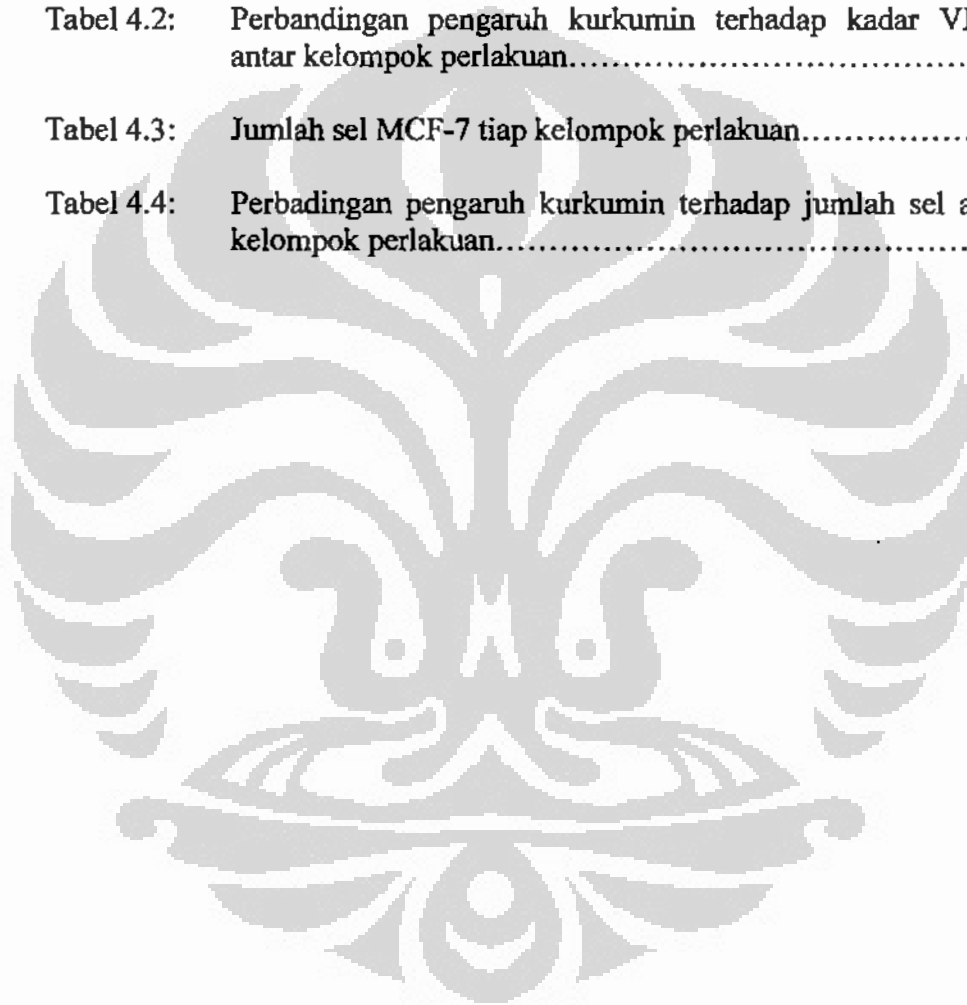 Tabel 4.2: Perbandingan pengaruh kurkumin terhadap kadar
antar kelompok perlakuan......................................
Tabel 4.3: Jumlah sel MCF-7 tiap kelompok perlakuan................
Tabel 4.4: Perbadingan pengaruh kurkumin terhadap jumlah sel
kelompok perlakuan.............................................